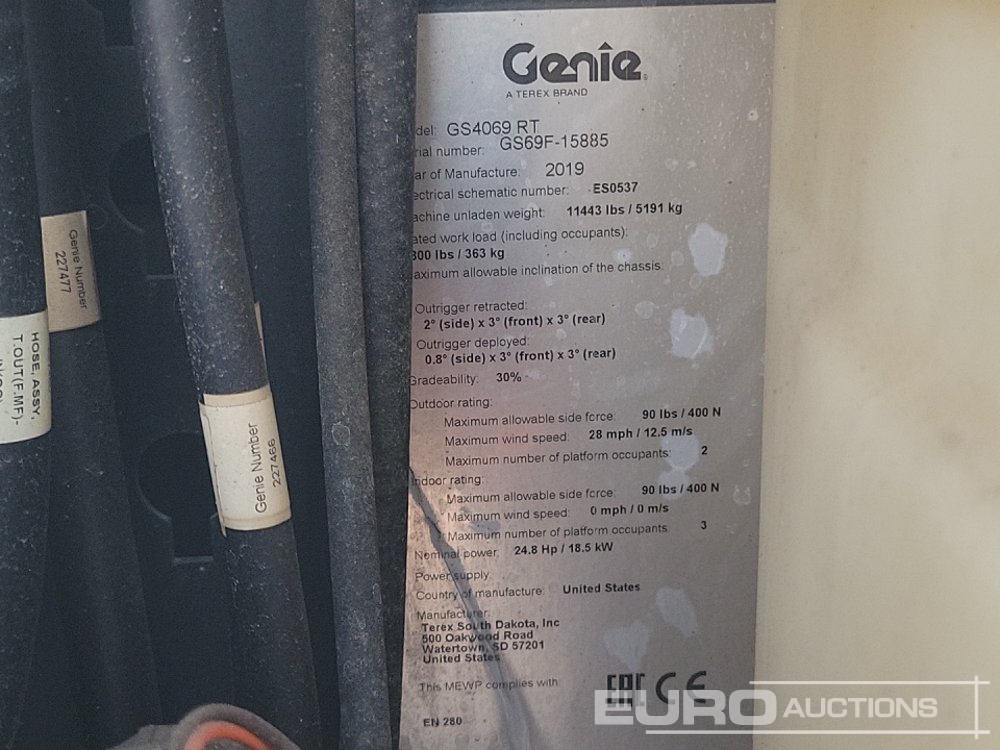 Genie
A TEREX BRAND
del: GS4069 RT
rial number: GS69F-15885
ar of Manufacture: 2019
ectrical schematic number: ES0537
achine unladen weight: 11443 lbs / 5191 kg
ated work load (including occupants):
800 lbs / 363 kg
aximum allowable inclination of the chassis:
Outrigger retracted:
2° (side) x 3° (front) x 3° (rear)
Outrigger deployed:
0.8° (side) x 3° (front) x 3° (rear)
Gradeability: 30%
Outdoor rating:
Maximum allowable side force: 90 lbs / 400 N
Maximum wind speed: 28 mph / 12.5 m/s
Maximum number of platform occupants: 2
Indoor rating:
Maximum allowable side force: 90 lbs / 400 N
Maximum wind speed: 0 mph / 0 m/s
Maximum number of platform occupants: 3
Nominal power: 24.8 Hp / 18.5 kW
Power supply:
Country of manufacture: United States
Manufacturer:
Terex South Dakota, Inc
500 Oakwood Road
Watertown, SD 57201
United States
This MEWP complies with:
EN 280
EAC CE
Genie Number
227477
HOSE, ASSY,
T.OUT(F.MF)-
Genie Number
227466
EURO AUCTIONS